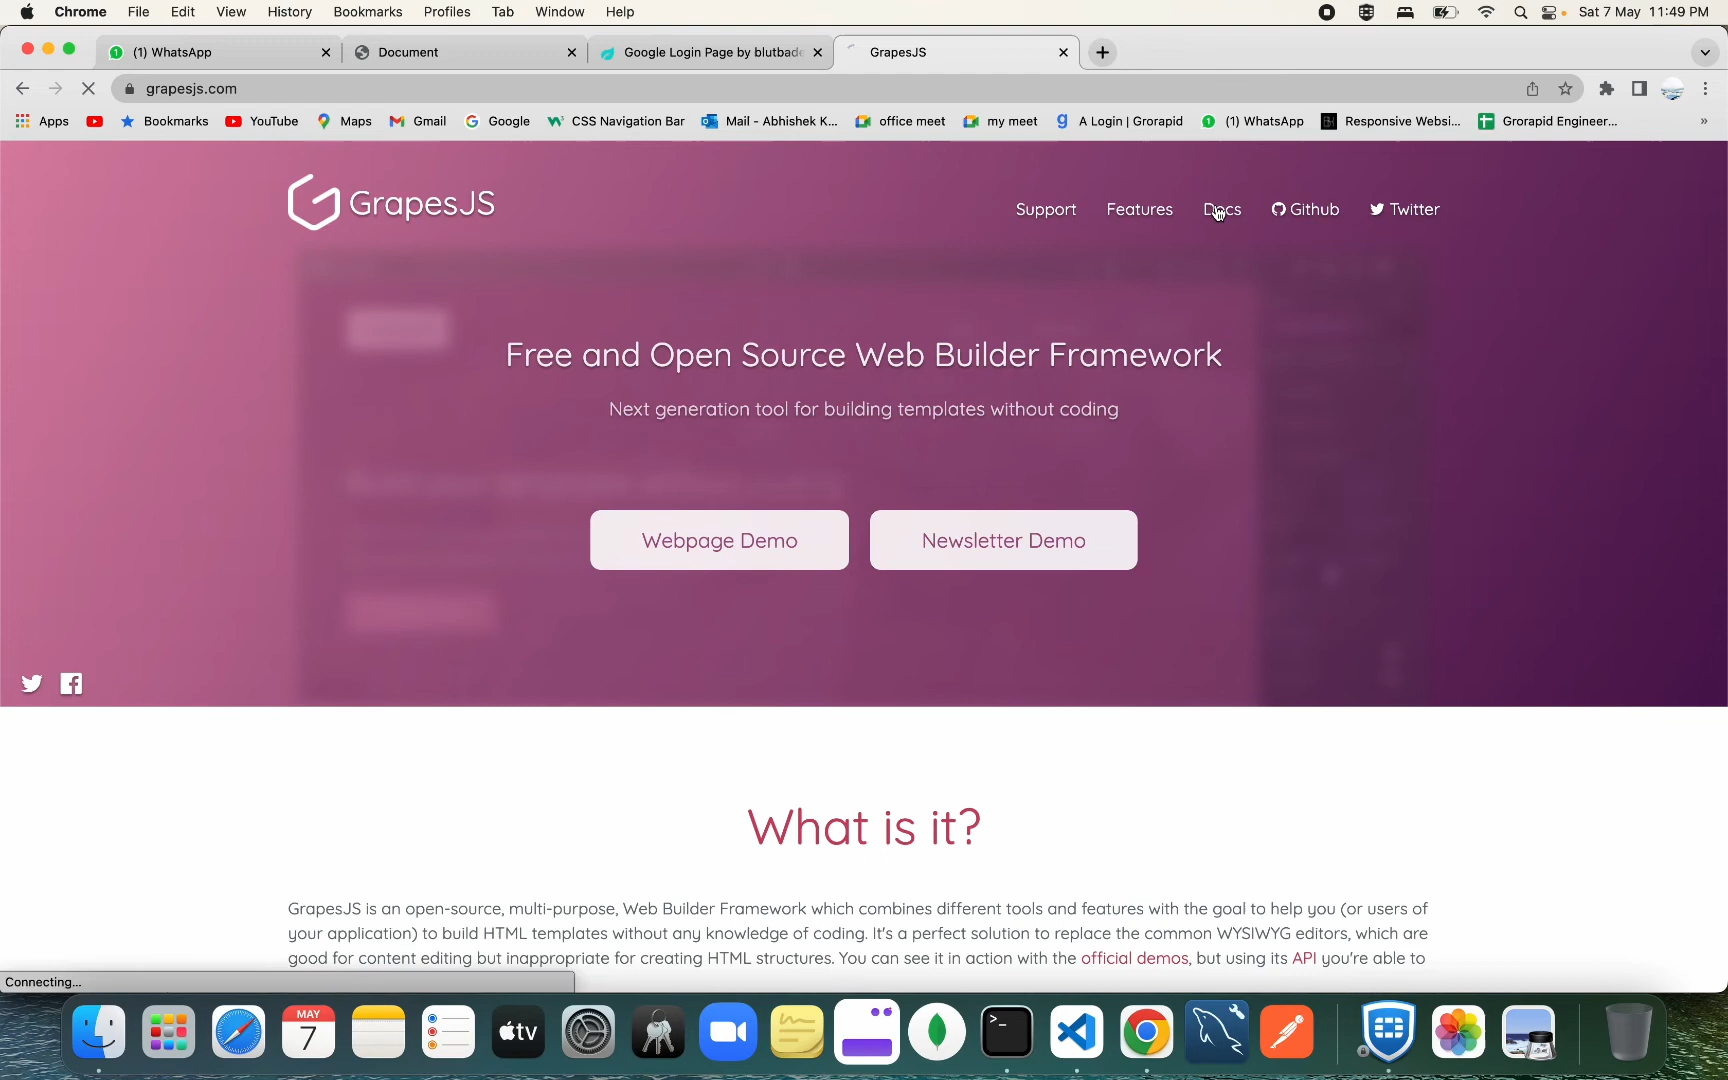 Chrome File Edit View History Bookmarks Profiles Tab Window Help Sat 7 May 11:49 PM
(1) WhatsApp Document Google Login Page by blutbade GrapesJS
grapesjs.com
Apps Bookmarks YouTube Maps Gmail Google CSS Navigation Bar Mail - Abhishek K... office meet my meet A Login | Grorapid (1) WhatsApp Responsive Websi... Grorapid Engineer... »
GrapesJS
Support Features Docs Github Twitter
Free and Open Source Web Builder Framework
Next generation tool for building templates without coding
Webpage Demo Newsletter Demo
What is it?
GrapesJS is an open-source, multi-purpose, Web Builder Framework which combines different tools and features with the goal to help you (or users of
your application) to build HTML templates without any knowledge of coding. It's a perfect solution to replace the common WYSIWYG editors, which are
good for content editing but inappropriate for creating HTML structures. You can see it in action with the official demos, but using its API you're able to
Connecting...
MAY
7
tv